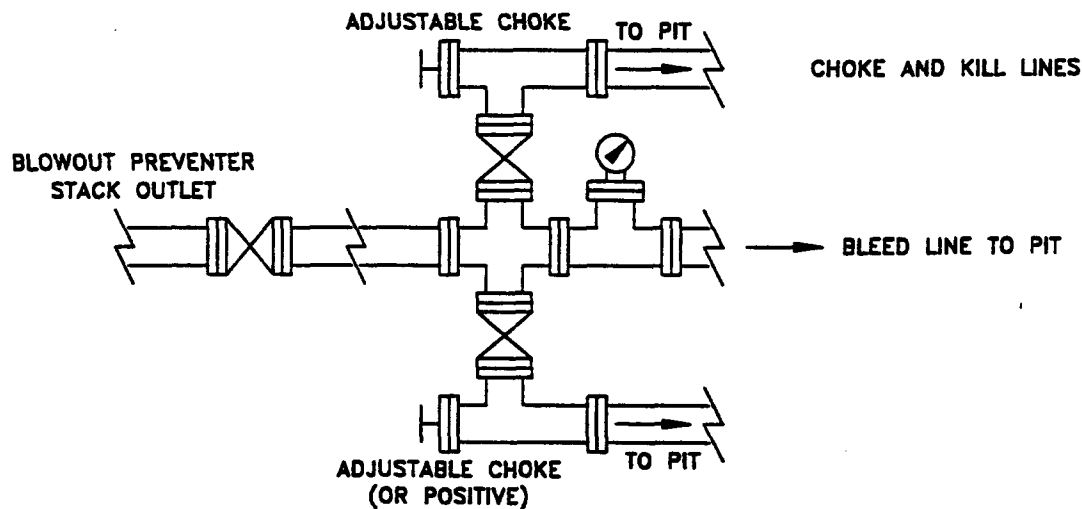 ADJUSTABLE CHOKE
TO PIT
CHOKE AND KILL LINES
BLOWOUT PREVENTER
STACK OUTLET
BLEED LINE TO PIT
ADJUSTABLE CHOKE
(OR POSITIVE)
TO PIT